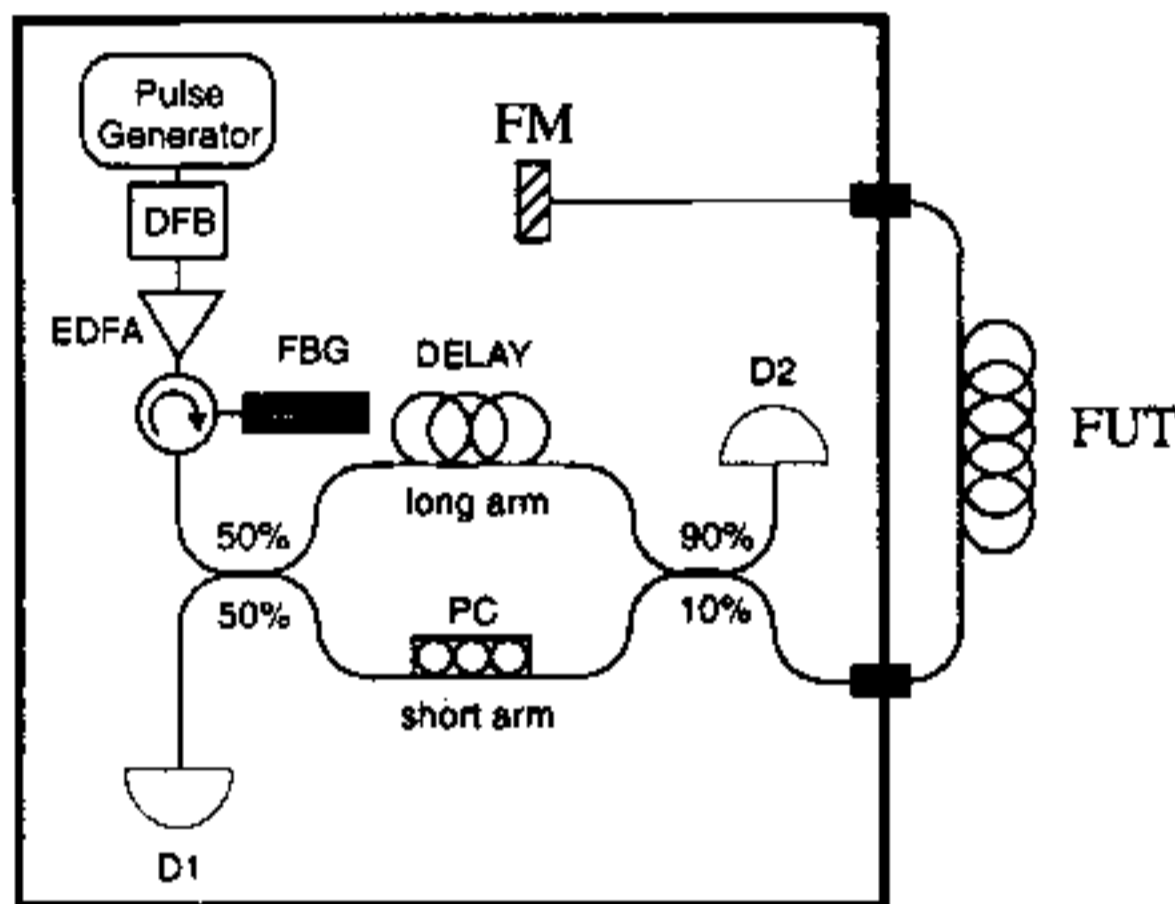 Pulse
Generator
FM
DFB
EDFA
FBG
DELAY
D2
FUT
long arm
50%
90%
50%
PC
10%
short arm
D1